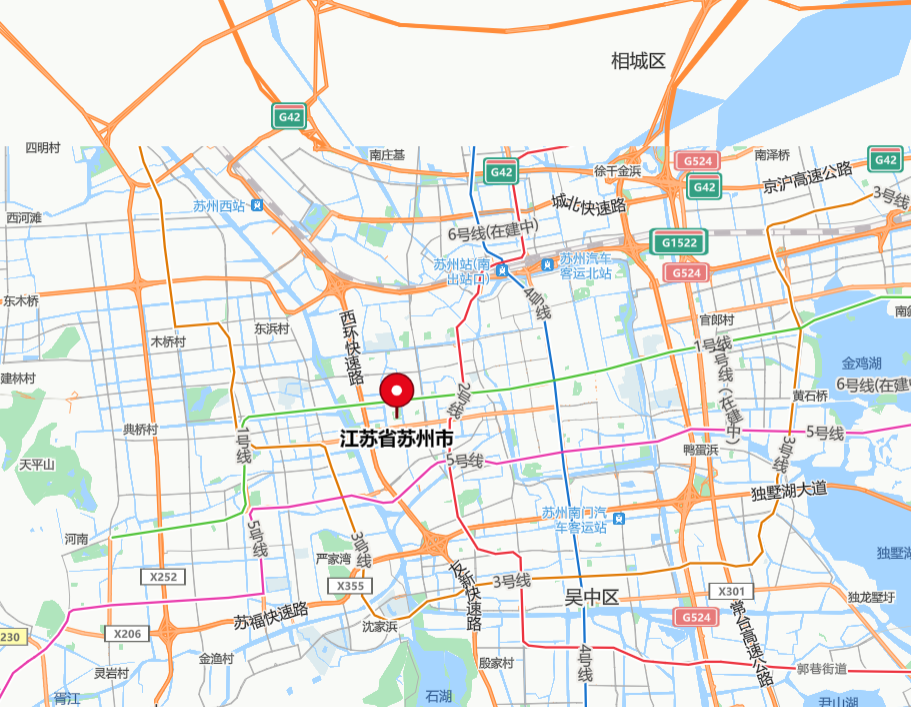 相城区
G42
四明村
南庄基
G42
徐千金浜
G524
南泽桥
G42
G42
京沪高速公路
3号线
苏州西站
西河滩
城北快速路
6号线(在建中)
G1522
苏州站(南
出站口)
苏州汽车
客运北站
G524
4号线
东木桥
西环快速路
东浜村
官郎村
木桥村
1号线
金鸡湖
建林村
2号线
号线(在建中)
黄石桥
6号线(在建
典桥村
江苏省苏州市
1号线
5号线
5号线
3号线
鸭蛋浜
天平山
独墅湖大道
苏州南门汽
车客运站
河南
5号线
3号线
严家湾
独墅湖
X252
X355
友新快速路
3号线
X301
吴中区
独龙墅圩
苏福快速路
常台高速公路
G524
230
X206
沈家浜
金渔村
殷家村
4号线
郭巷街道
灵岩村
胥江
石湖
尹山湖